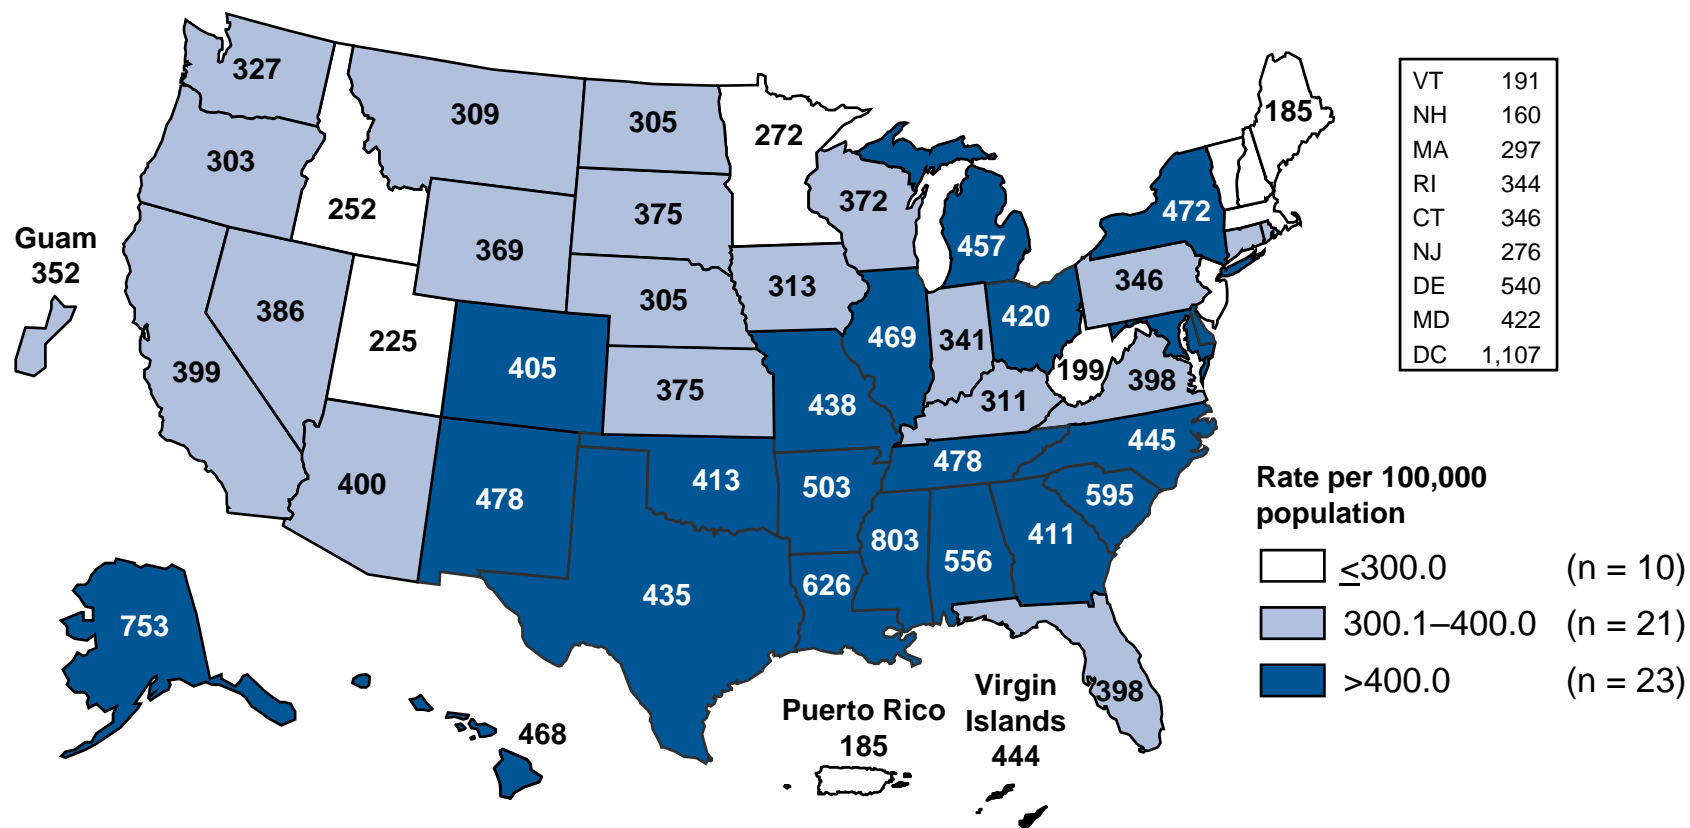 327
309
305
272
185
303
252
375
372
472
457
Guam
352
369
386
305
313
346
225
405
469
341
420
399
375
438
311
199
398
400
478
413
503
478
445
595
803
556
411
435
626
753
468
398
Puerto Rico
185
Virgin
Islands
444
VT 191
NH 160
MA 297
RI 344
CT 346
NJ 276
DE 540
MD 422
DC 1,107
Rate per 100,000
population
≤300.0 (n = 10)
300.1–400.0 (n = 21)
>400.0 (n = 23)